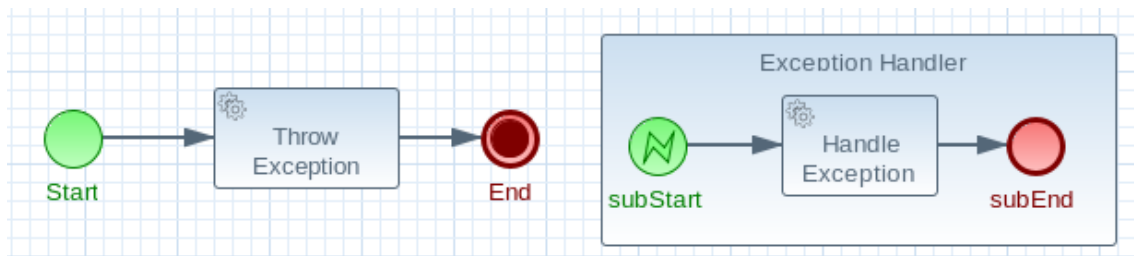 Exception Handler
Throw
Exception
Handle
Exception
Start
End
subStart
subEnd